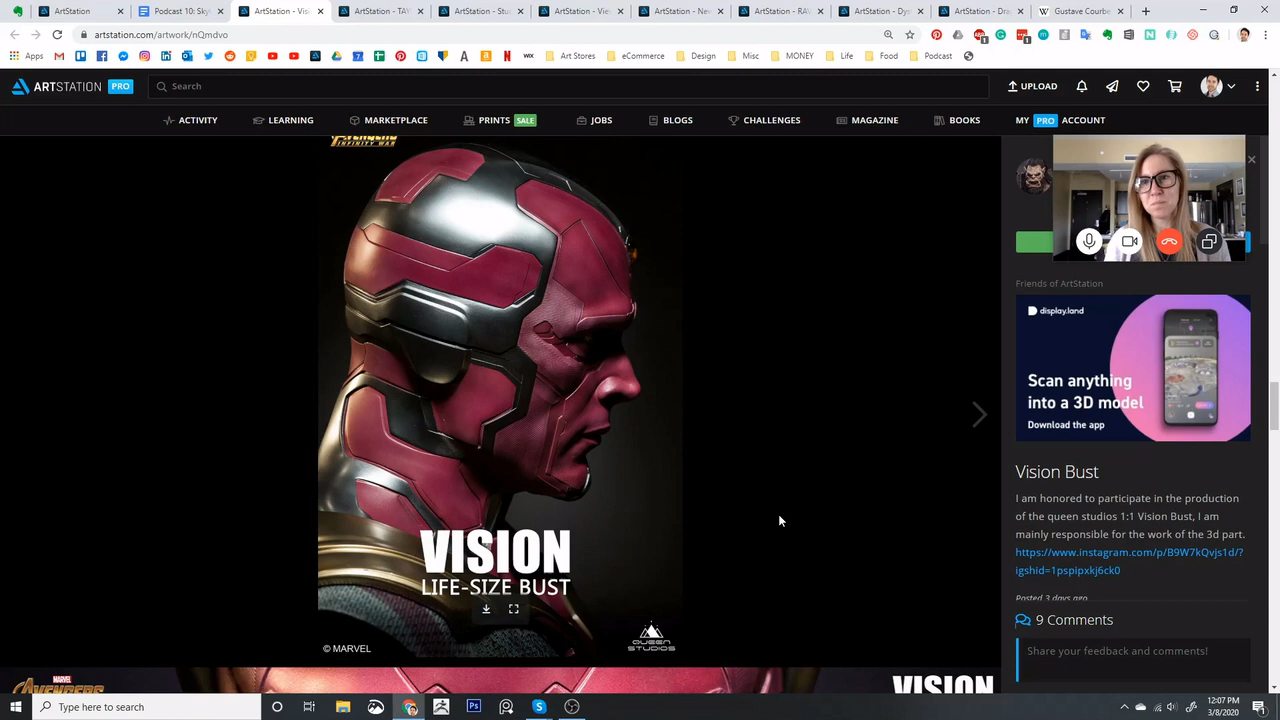 ArtStation
Podcast 10: Sky
ArtStation - Vis
ArtStation - TAY
ArtStation - Stu
ArtStation - Vie
ArtStation - Ne
ArtStation - RA
ArtStation - Dy
ArtStation - Dra
Gustave Courb
artstation.com/artwork/nQmdvo
Apps
Art Stores
eCommerce
Design
Misc
MONEY
Life
Food
Podcast
ARTSTATION PRO
Search
UPLOAD
ACTIVITY
LEARNING
MARKETPLACE
PRINTS SALE
JOBS
BLOGS
CHALLENGES
MAGAZINE
BOOKS
MY PRO ACCOUNT
AVENGERS
INFINITY WAR
VISION
LIFE-SIZE BUST
© MARVEL
QUEEN
STUDIOS
MARVEL
AVENGERS
VISION
Friends of ArtStation
display.land
Scan anything
into a 3D model
Download the app
Vision Bust
I am honored to participate in the production
of the queen studios 1:1 Vision Bust, I am
mainly responsible for the work of the 3d part.
https://www.instagram.com/p/B9W7kQvjs1d/?
igshid=1pspipxkj6ck0
Posted 3 days ago
9 Comments
Share your feedback and comments!
Type here to search
12:07 PM
3/8/2020